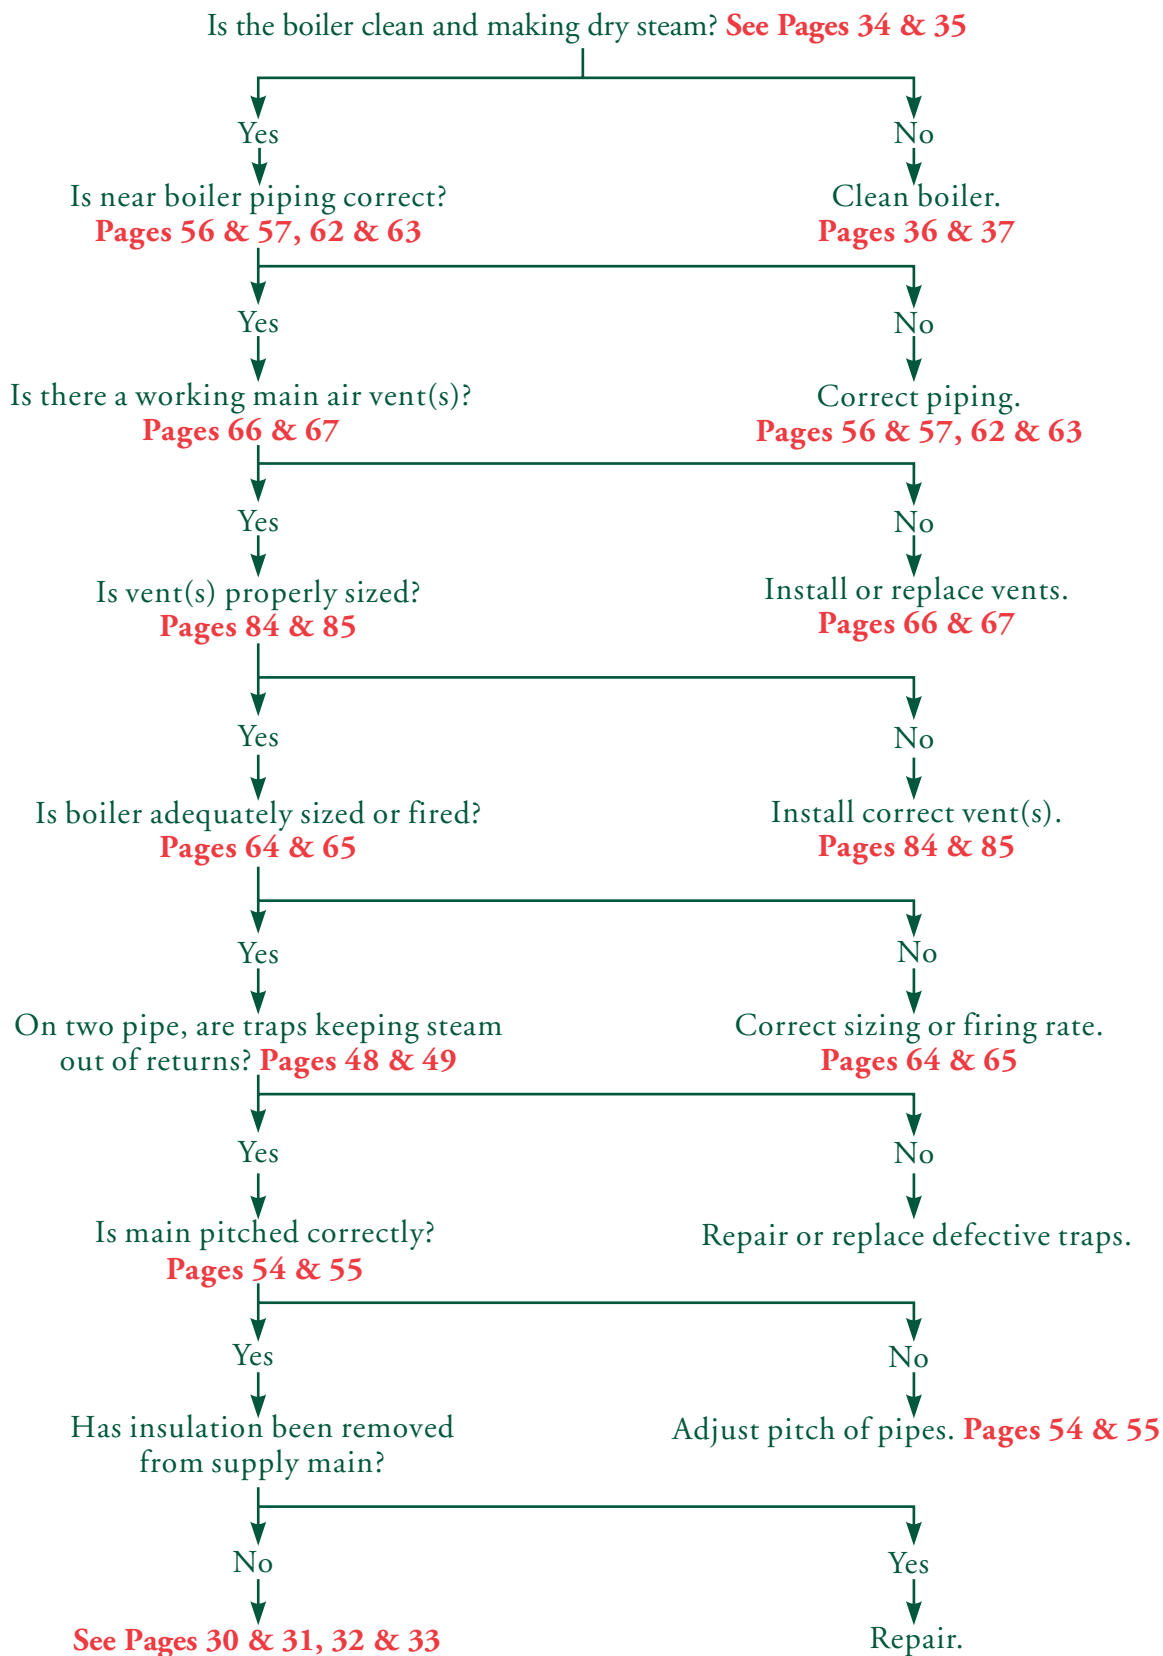 Is the boiler clean and making dry steam? See Pages 34 & 35
Yes
No
Is near boiler piping correct?
Pages 56 & 57, 62 & 63
Clean boiler.
Pages 36 & 37
Yes
No
Is there a working main air vent(s)?
Pages 66 & 67
Correct piping.
Pages 56 & 57, 62 & 63
Yes
No
Is vent(s) properly sized?
Pages 84 & 85
Install or replace vents.
Pages 66 & 67
Yes
No
Is boiler adequately sized or fired?
Pages 64 & 65
Install correct vent(s).
Pages 84 & 85
Yes
No
On two pipe, are traps keeping steam
out of returns? Pages 48 & 49
Correct sizing or firing rate.
Pages 64 & 65
Yes
No
Is main pitched correctly?
Pages 54 & 55
Repair or replace defective traps.
Yes
No
Has insulation been removed
from supply main?
Adjust pitch of pipes. Pages 54 & 55
No
Yes
See Pages 30 & 31, 32 & 33
Repair.